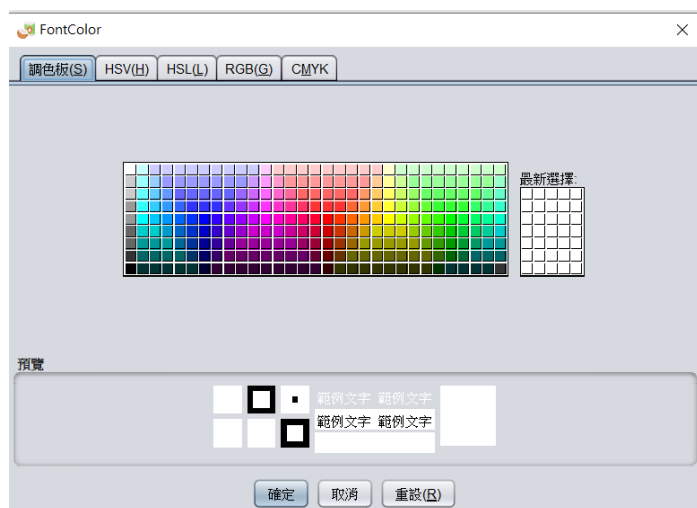 FontColor
調色板(S) HSV(H) HSL(L) RGB(G) CMYK
最新選擇:
預覽
範例文字 範例文字
範例文字 範例文字
確定 取消 重設(R)